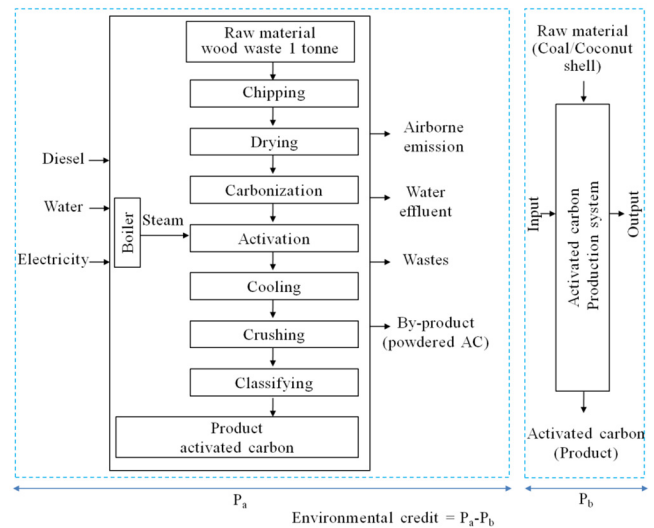 Raw material
wood waste 1 tonne
Chipping
Drying
Carbonization
Activation
Cooling
Crushing
Classifying
Product
activated carbon
Diesel
Water
Electricity
Boiler
Steam
Airborne
emission
Water
effluent
Wastes
By-product
(powdered AC)
Raw material
(Coal/Coconut
shell)
Input
Activated carbon
Production system
Output
Activated carbon
(Product)
Pa
Pb
Environmental credit = Pa-Pb